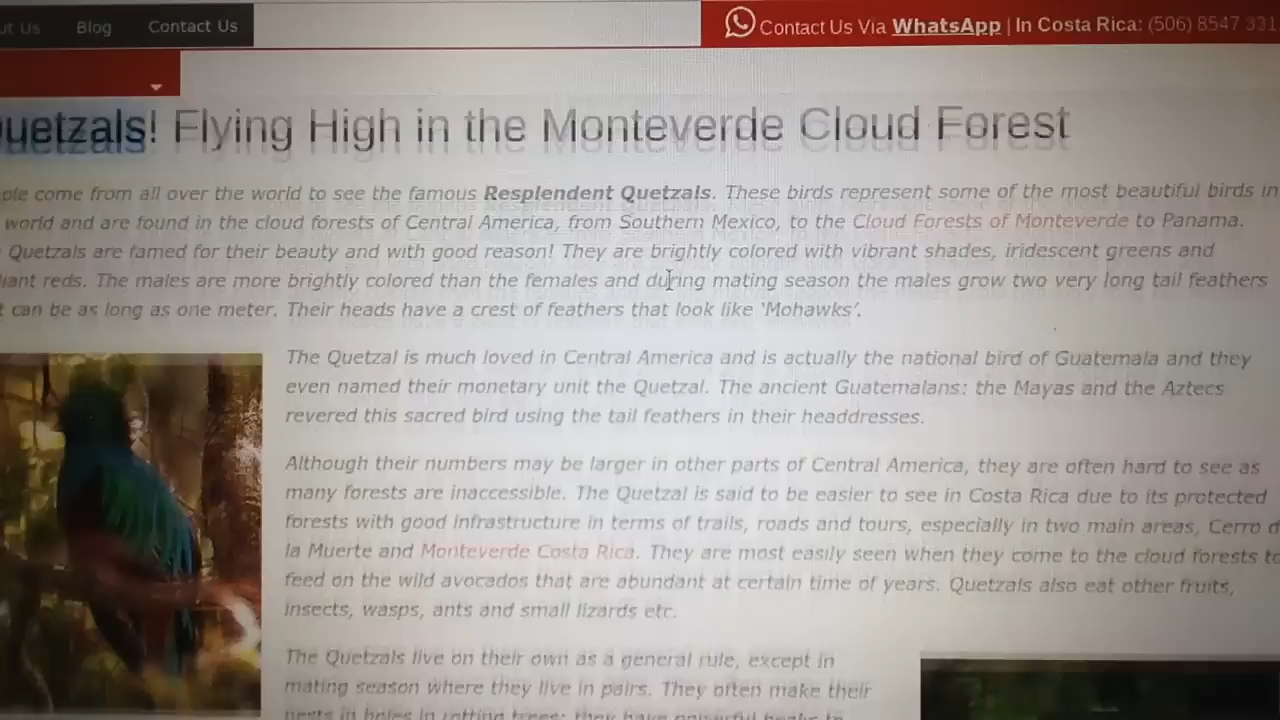 ut Us Blog Contact Us Contact Us Via WhatsApp | In Costa Rica: (506) 8547 331
uetzals! Flying High in the Monteverde Cloud Forest
ple come from all over the world to see the famous Resplendent Quetzals. These birds represent some of the most beautiful birds in
world and are found in the cloud forests of Central America, from Southern Mexico, to the Cloud Forests of Monteverde to Panama.
Quetzals are famed for their beauty and with good reason! They are brightly colored with vibrant shades, iridescent greens and
iant reds. The males are more brightly colored than the females and during mating season the males grow two very long tail feathers
t can be as long as one meter. Their heads have a crest of feathers that look like ‘Mohawks’.
The Quetzal is much loved in Central America and is actually the national bird of Guatemala and they
even named their monetary unit the Quetzal. The ancient Guatemalans: the Mayas and the Aztecs
revered this sacred bird using the tail feathers in their headdresses.
Although their numbers may be larger in other parts of Central America, they are often hard to see as
many forests are inaccessible. The Quetzal is said to be easier to see in Costa Rica due to its protected
forests with good infrastructure in terms of trails, roads and tours, especially in two main areas, Cerro d
la Muerte and Monteverde Costa Rica. They are most easily seen when they come to the cloud forests to
feed on the wild avocados that are abundant at certain time of years. Quetzals also eat other fruits,
insects, wasps, ants and small lizards etc.
The Quetzals live on their own as a general rule, except in
mating season where they live in pairs. They often make their
nests in holes in rotting trees; they have powerful beaks to